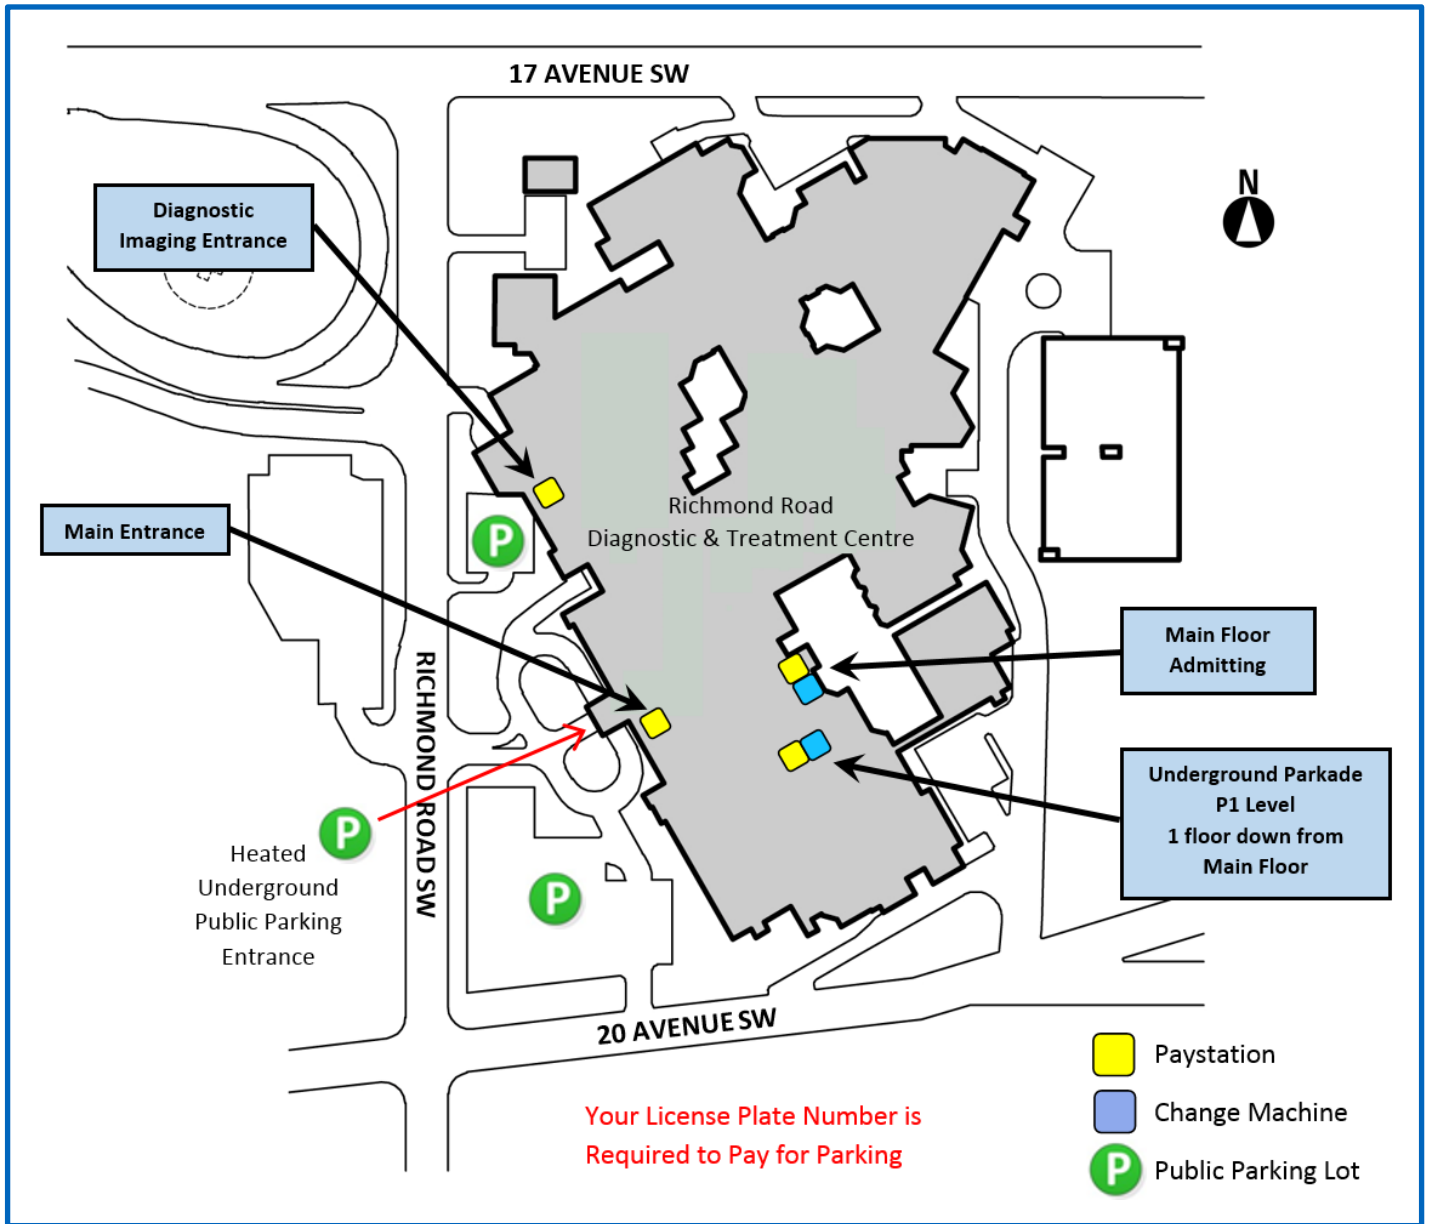 17 AVENUE SW
Diagnostic
Imaging Entrance
N
Main Entrance
P
Richmond Road
Diagnostic & Treatment Centre
Main Floor
Admitting
RICHMOND ROAD SW
Underground Parkade
P1 Level
1 floor down from
Main Floor
P
Heated
Underground
Public Parking
Entrance
P
20 AVENUE SW
Paystation
Change Machine
P
Public Parking Lot
Your License Plate Number is
Required to Pay for Parking